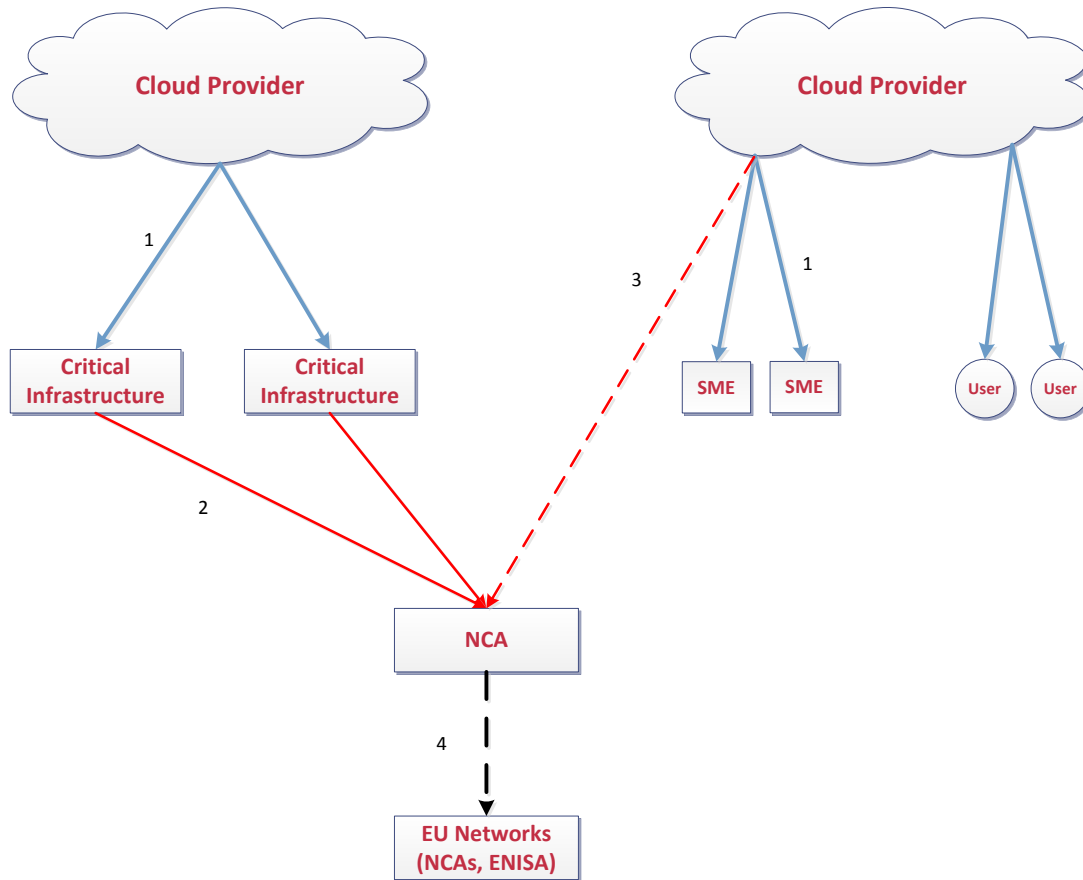 Cloud Provider
Cloud Provider
1
3
1
Critical
Infrastructure
Critical
Infrastructure
SME
SME
User
User
2
NCA
4
EU Networks
(NCAs, ENISA)